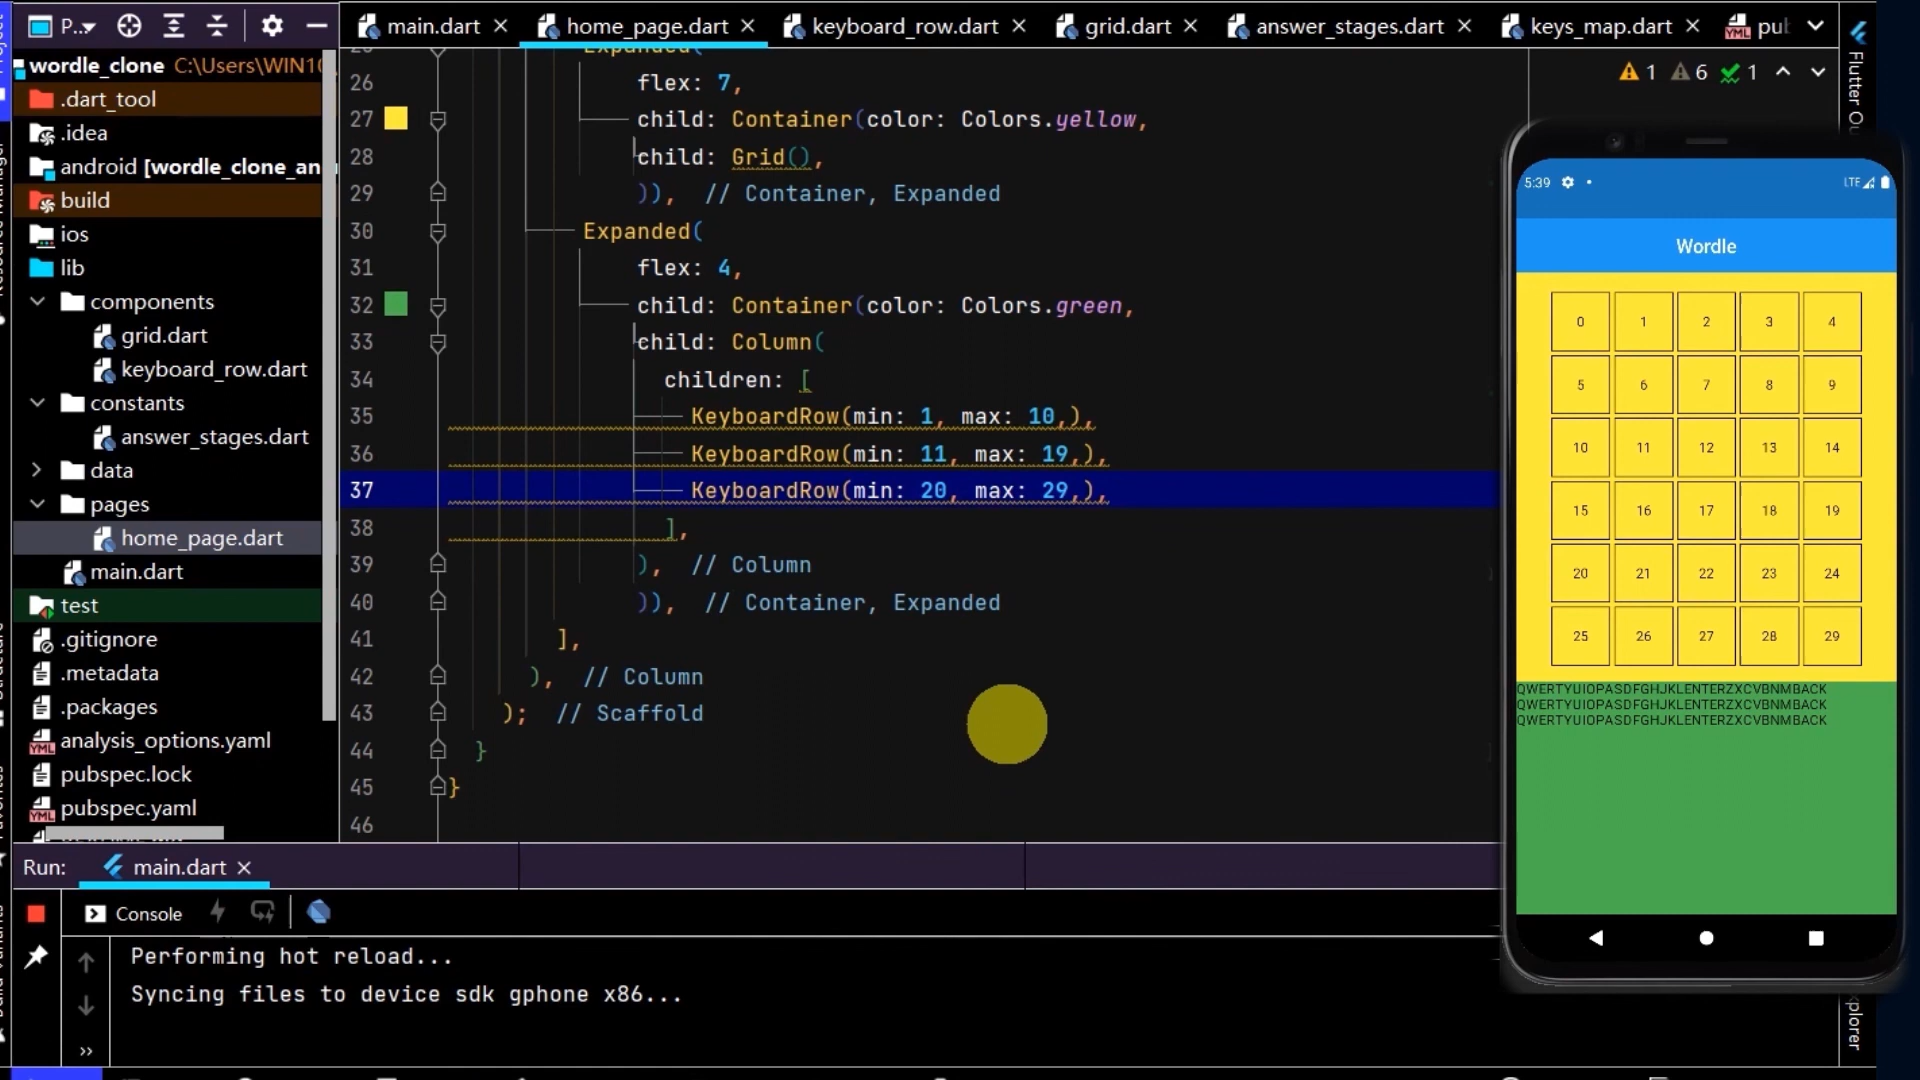 P...
main.dart
home_page.dart
keyboard_row.dart
grid.dart
answer_stages.dart
keys_map.dart
wordle_clone C:\Users\WIN10
.dart_tool
.idea
android [wordle_clone_an
build
ios
lib
components
grid.dart
keyboard_row.dart
constants
answer_stages.dart
data
pages
home_page.dart
main.dart
test
.gitignore
.metadata
.packages
analysis_options.yaml
pubspec.lock
pubspec.yaml
Expanded(
26 flex: 7,
27 child: Container(color: Colors.yellow,
28 child: Grid(),
29 )), // Container, Expanded
30 Expanded(
31 flex: 4,
32 child: Container(color: Colors.green,
33 child: Column(
34 children: [
35 KeyboardRow(min: 1, max: 10,),
36 KeyboardRow(min: 11, max: 19,),
37 KeyboardRow(min: 20, max: 29,),
38 ],
39 ), // Column
40 )), // Container, Expanded
41 ],
42 ), // Column
43 ); // Scaffold
44 }
45 }
46
1 6 1
5:39 LTE
Wordle
0 1 2 3 4
5 6 7 8 9
10 11 12 13 14
15 16 17 18 19
20 21 22 23 24
25 26 27 28 29
QWERTYUIOPASDFGHJKLENTERZXCVBNMBACK
QWERTYUIOPASDFGHJKLENTERZXCVBNMBACK
QWERTYUIOPASDFGHJKLENTERZXCVBNMBACK
Run: main.dart
Console
Performing hot reload...
Syncing files to device sdk gphone x86...